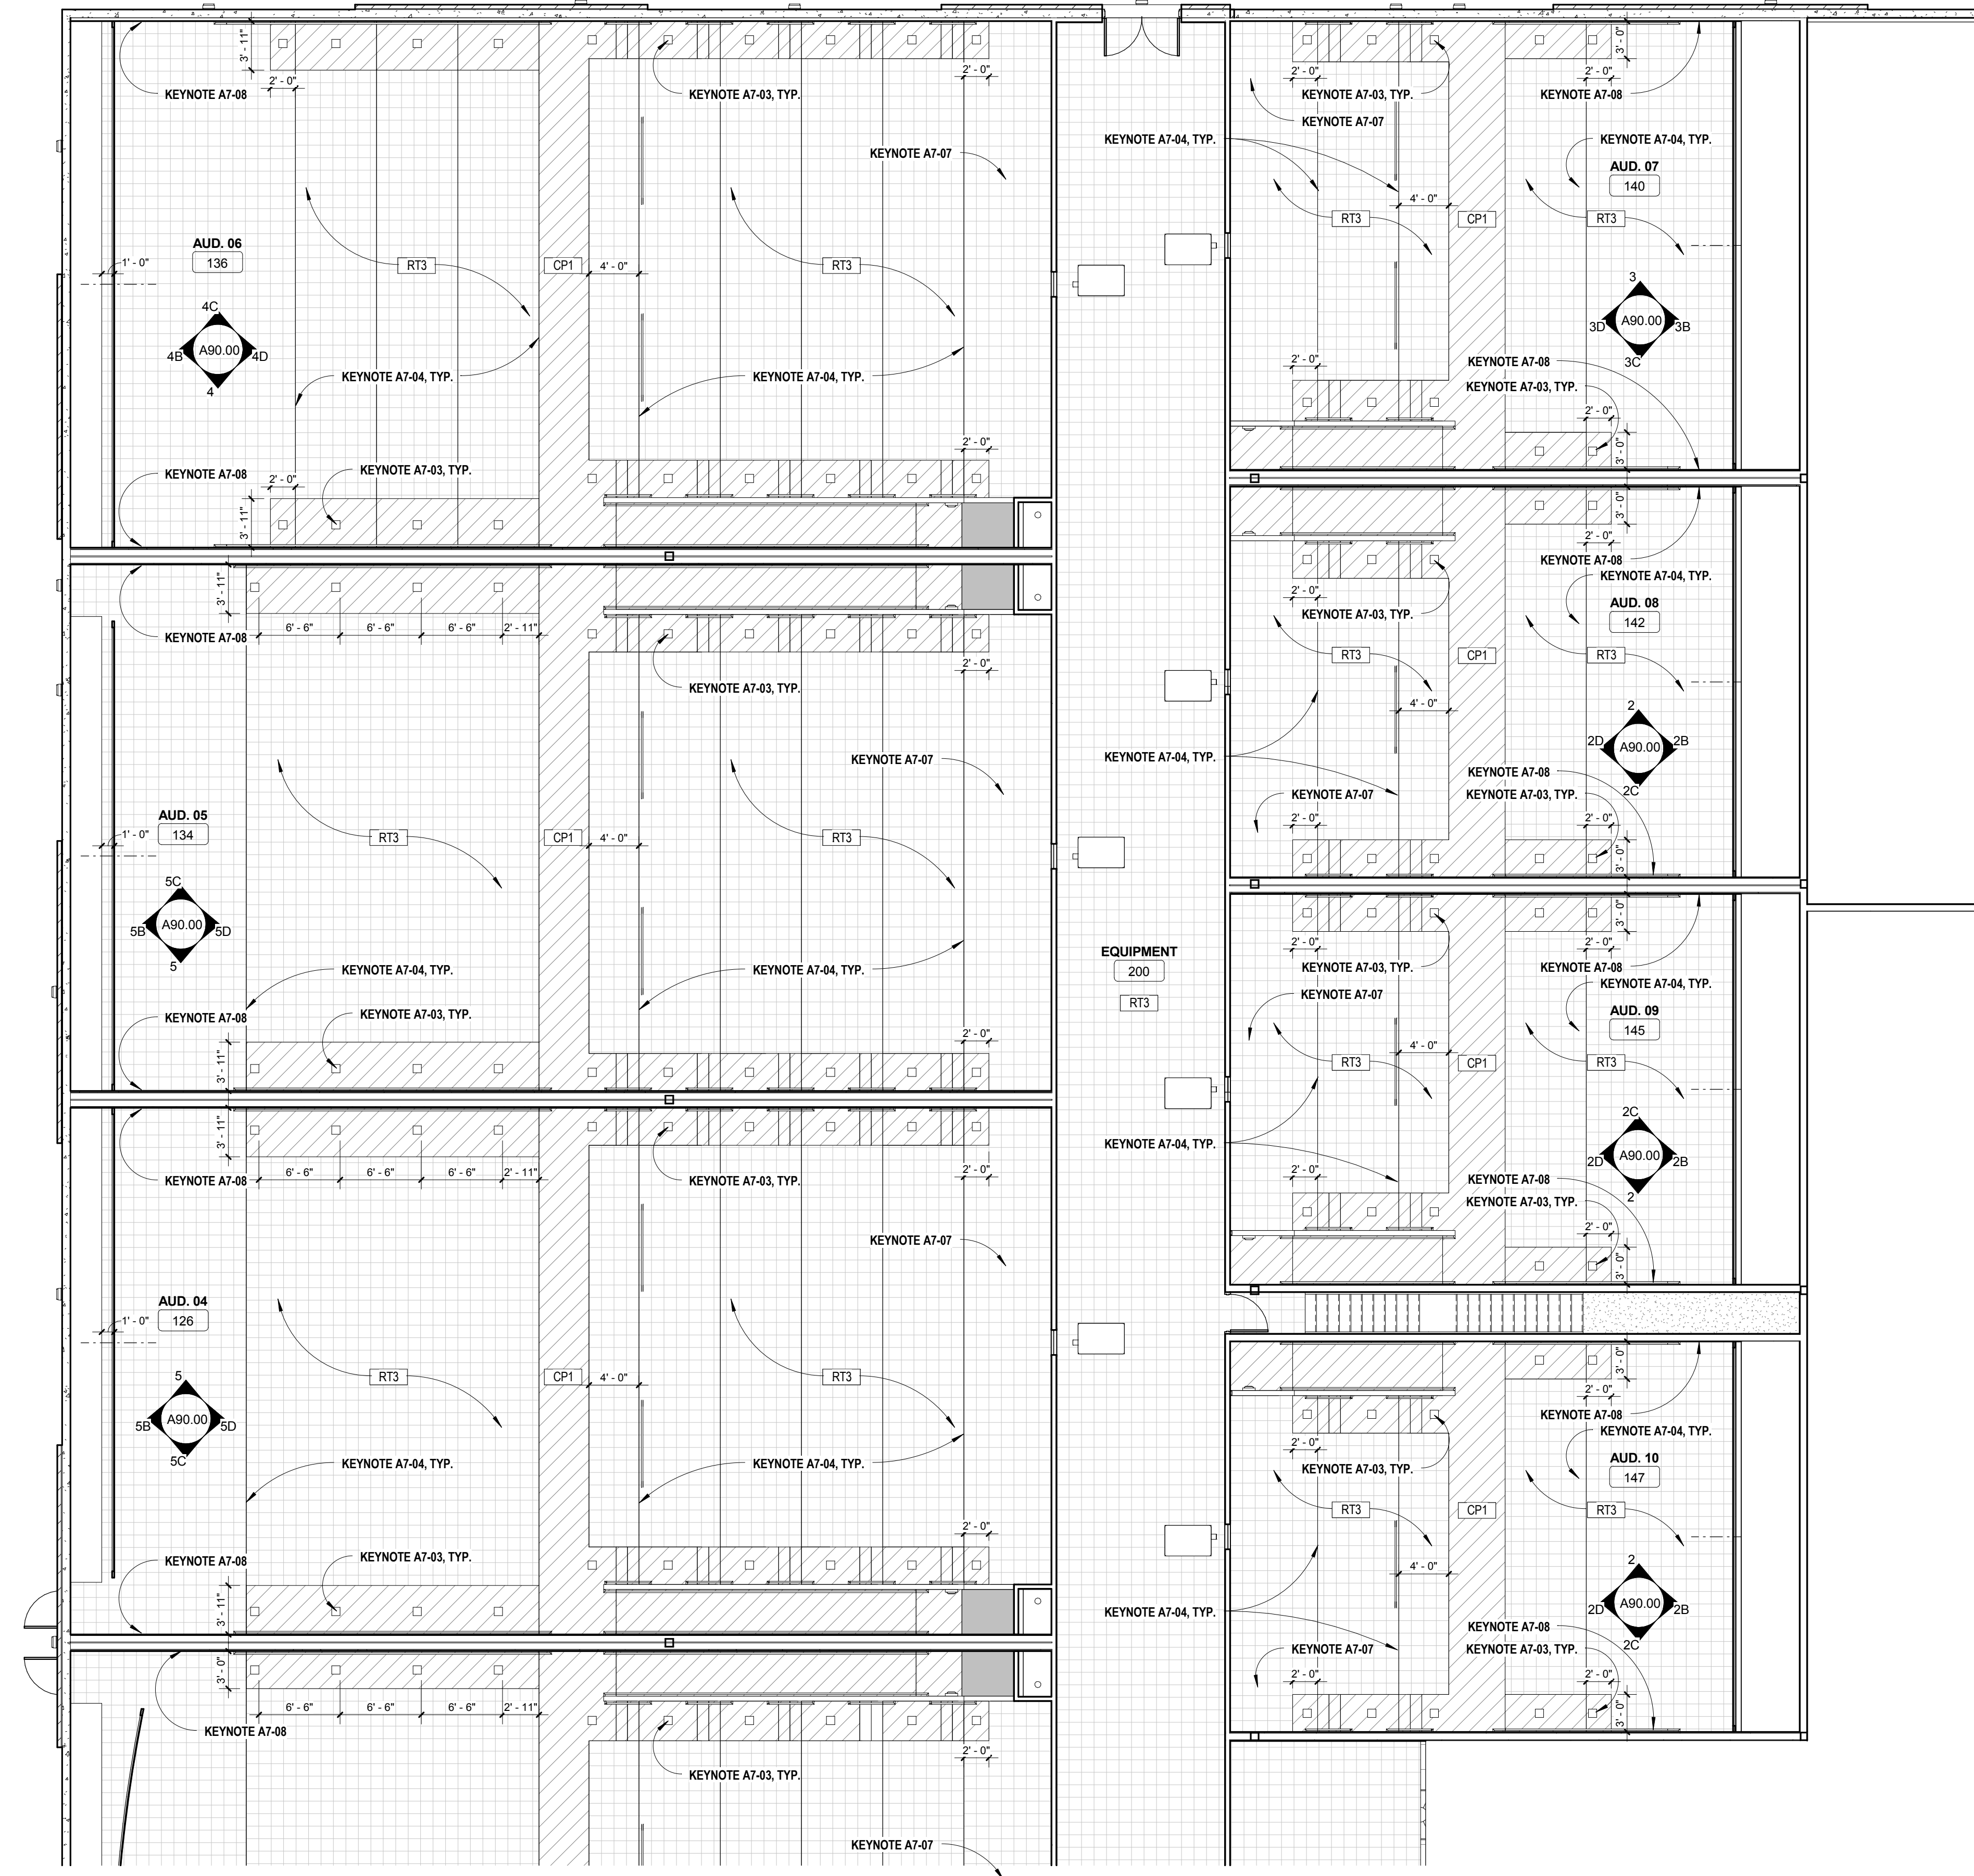 3' - 11"
2' - 0"
KEYNOTE A7-08
KEYNOTE A7-03, TYP.
2' - 0"
KEYNOTE A7-07
AUD. 06
136
1' - 0"
RT3
CP1
4' - 0"
RT3
4C
4B
A90.00
4D
4
KEYNOTE A7-04, TYP.
KEYNOTE A7-04, TYP.
2' - 0"
KEYNOTE A7-08
KEYNOTE A7-03, TYP.
2' - 0"
3' - 11"
3' - 11"
6' - 6"
6' - 6"
6' - 6"
2' - 11"
KEYNOTE A7-08
2' - 0"
KEYNOTE A7-03, TYP.
KEYNOTE A7-07
AUD. 05
134
1' - 0"
RT3
CP1
4' - 0"
RT3
5C
5B
A90.00
5D
5
KEYNOTE A7-04, TYP.
KEYNOTE A7-04, TYP.
KEYNOTE A7-08
KEYNOTE A7-03, TYP.
2' - 0"
3' - 11"
3' - 11"
6' - 6"
6' - 6"
6' - 6"
2' - 11"
2' - 0"
KEYNOTE A7-08
KEYNOTE A7-03, TYP.
KEYNOTE A7-07
AUD. 04
126
1' - 0"
RT3
CP1
4' - 0"
RT3
5
5B
A90.00
5D
5C
KEYNOTE A7-04, TYP.
KEYNOTE A7-04, TYP.
2' - 0"
KEYNOTE A7-08
KEYNOTE A7-03, TYP.
3' - 11"
3' - 0"
6' - 6"
6' - 6"
6' - 6"
2' - 11"
KEYNOTE A7-08
2' - 0"
KEYNOTE A7-03, TYP.
KEYNOTE A7-07
KEYNOTE A7-04, TYP.
KEYNOTE A7-04, TYP.
EQUIPMENT
200
RT3
KEYNOTE A7-04, TYP.
KEYNOTE A7-04, TYP.
3' - 0"
2' - 0"
2' - 0"
KEYNOTE A7-03, TYP.
KEYNOTE A7-08
KEYNOTE A7-07
KEYNOTE A7-04, TYP.
AUD. 07
140
4' - 0"
RT3
CP1
RT3
3
3D
A90.00
3B
3C
KEYNOTE A7-08
2' - 0"
KEYNOTE A7-03, TYP.
2' - 0"
3' - 0"
3' - 0"
2' - 0"
KEYNOTE A7-08
2' - 0"
KEYNOTE A7-04, TYP.
AUD. 08
KEYNOTE A7-03, TYP.
142
RT3
CP1
RT3
4' - 0"
2
2D
A90.00
2B
2C
KEYNOTE A7-08
KEYNOTE A7-07
KEYNOTE A7-03, TYP.
2' - 0"
2' - 0"
3' - 0"
3' - 0"
2' - 0"
2' - 0"
KEYNOTE A7-03, TYP.
KEYNOTE A7-08
KEYNOTE A7-04, TYP.
KEYNOTE A7-07
AUD. 09
145
4' - 0"
RT3
CP1
RT3
2C
2D
A90.00
2B
2
2' - 0"
KEYNOTE A7-08
KEYNOTE A7-03, TYP.
2' - 0"
3' - 0"
3' - 0"
2' - 0"
KEYNOTE A7-08
KEYNOTE A7-04, TYP.
2' - 0"
AUD. 10
KEYNOTE A7-03, TYP.
147
RT3
CP1
RT3
4' - 0"
2
2D
A90.00
2B
2C
KEYNOTE A7-08
KEYNOTE A7-07
KEYNOTE A7-03, TYP.
2' - 0"
2' - 0"
3' - 0"